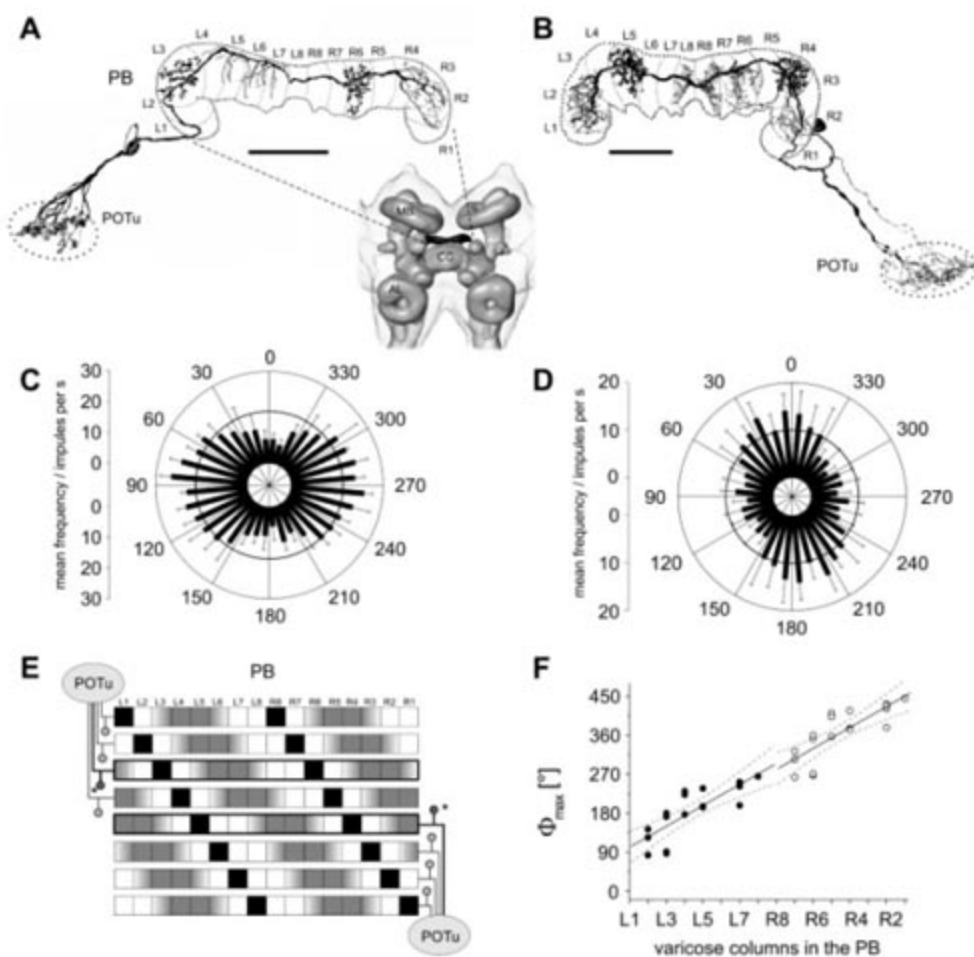 A
L3 L4 L5 L6 L7 L8 R8 R7 R6 R5 R4
PB
R3
L2
R2
L1
R1
POTu
MB
CC
AL
B
L4 L5 L6 L7 L8 R8 R7 R6 R5 R4
L3
L2
R3
L1
R2
R1
POTu
C
mean frequency / impules per s
30
20
10
0
0
10
20
30
0
30
330
60
300
90
270
120
240
150
210
180
D
mean frequency / impules per s
20
10
0
0
10
20
0
30
330
60
300
90
270
120
240
150
210
180
E
PB
POTu
L1 L2 L3 L4 L5 L6 L7 L8 R8 R7 R6 R5 R4 R3 R2 R1
*
*
POTu
F
Φmax [°]
450
360
270
180
90
0
L1 L3 L5 L7 R8 R6 R4 R2
varicose columns in the PB